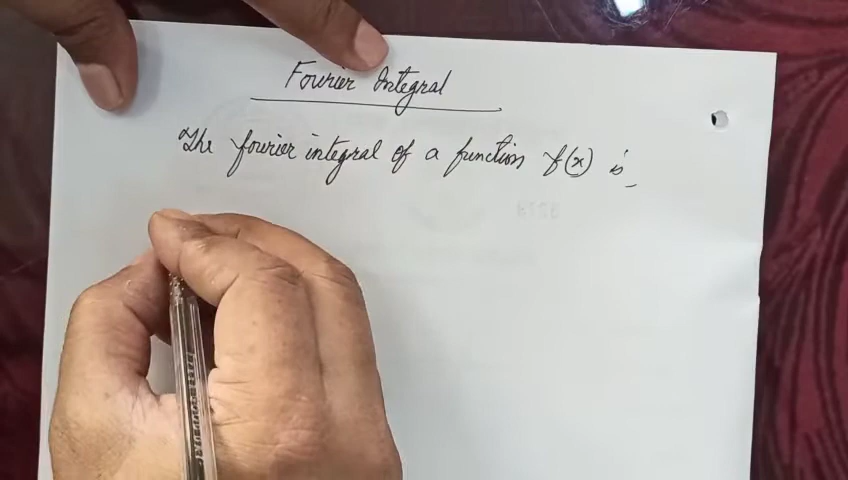 Fourier Integral
The fourier integral of a function f(x) is